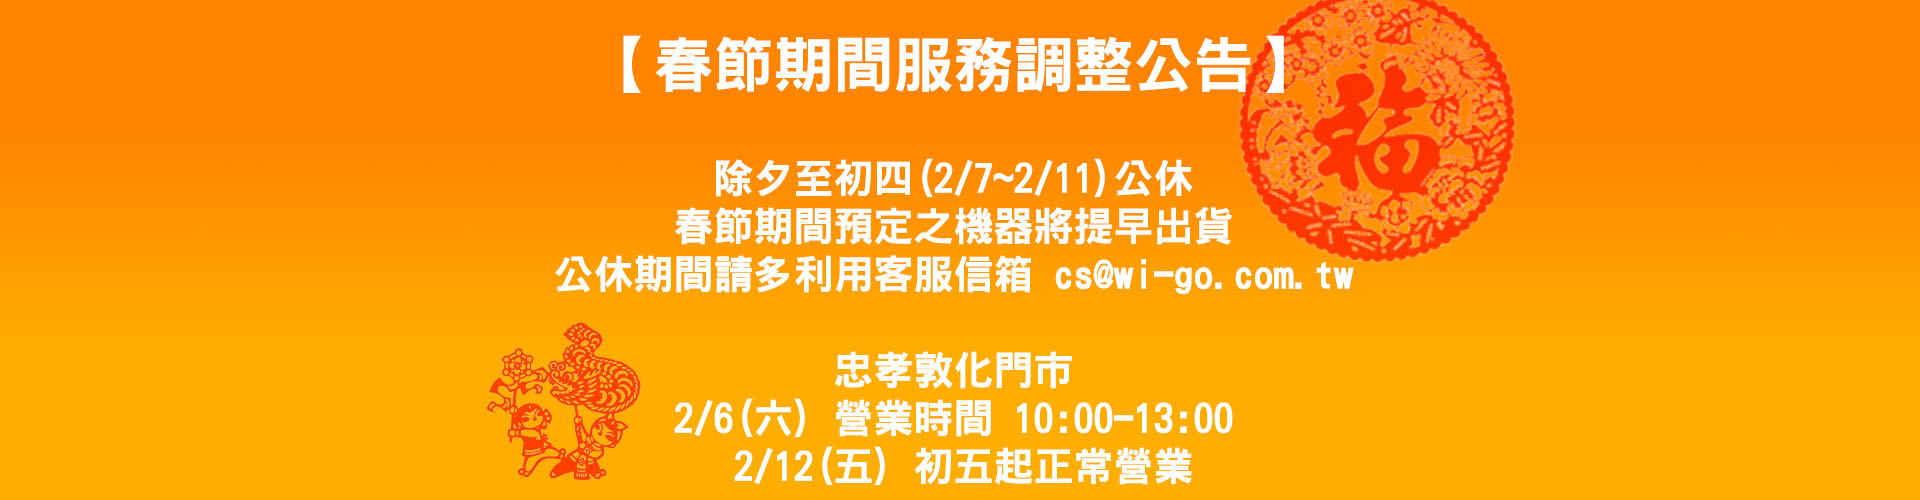 【春節期間服務調整公告】
福
除夕至初四(2/7~2/11)公休
春節期間預定之機器將提早出貨
公休期間請多利用客服信箱 cs@wi-go.com.tw
忠孝敦化門市
2/6(六) 營業時間 10:00-13:00
2/12(五) 初五起正常營業